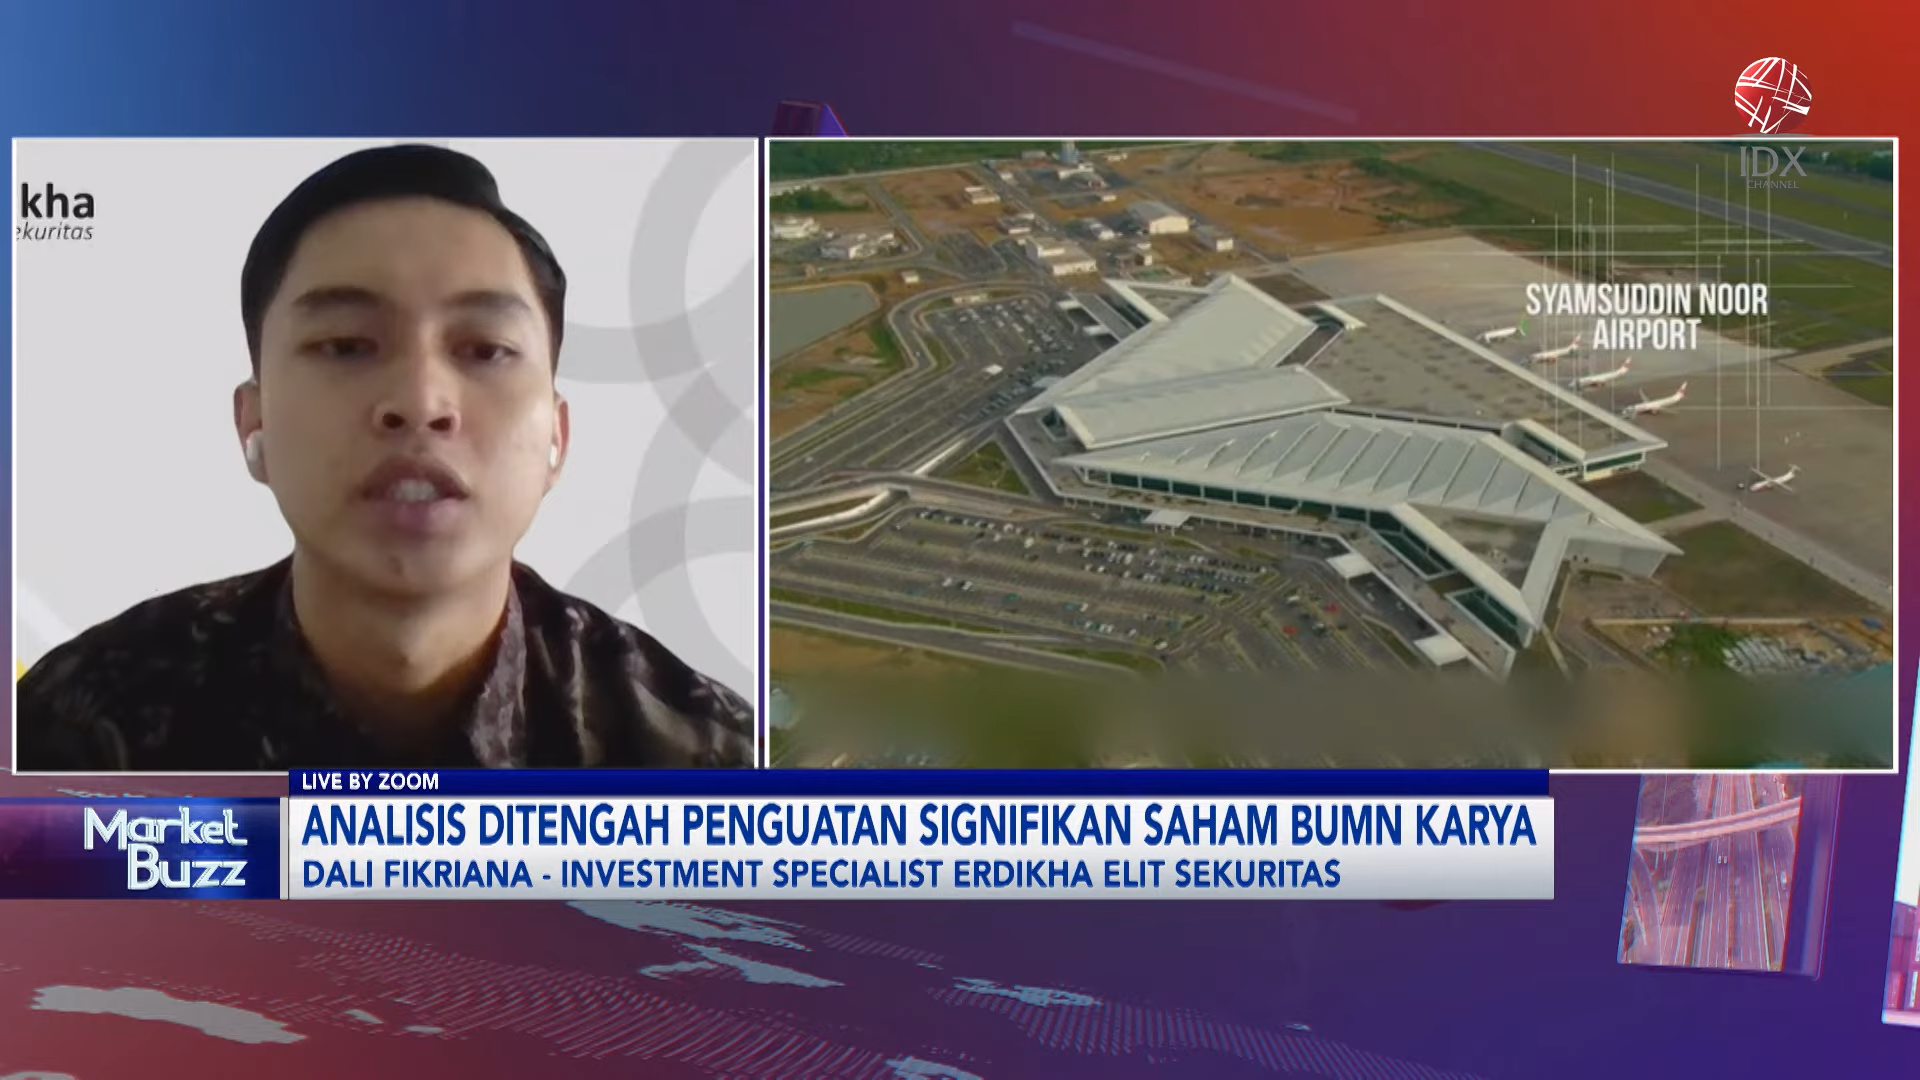 IDX
CHANNEL
kha
ekuritas
SYAMSUDDIN NOOR
AIRPORT
LIVE BY ZOOM
Market
Buzz
ANALISIS DITENGAH PENGUATAN SIGNIFIKAN SAHAM BUMN KARYA
DALI FIKRIANA - INVESTMENT SPECIALIST ERDIKHA ELIT SEKURITAS